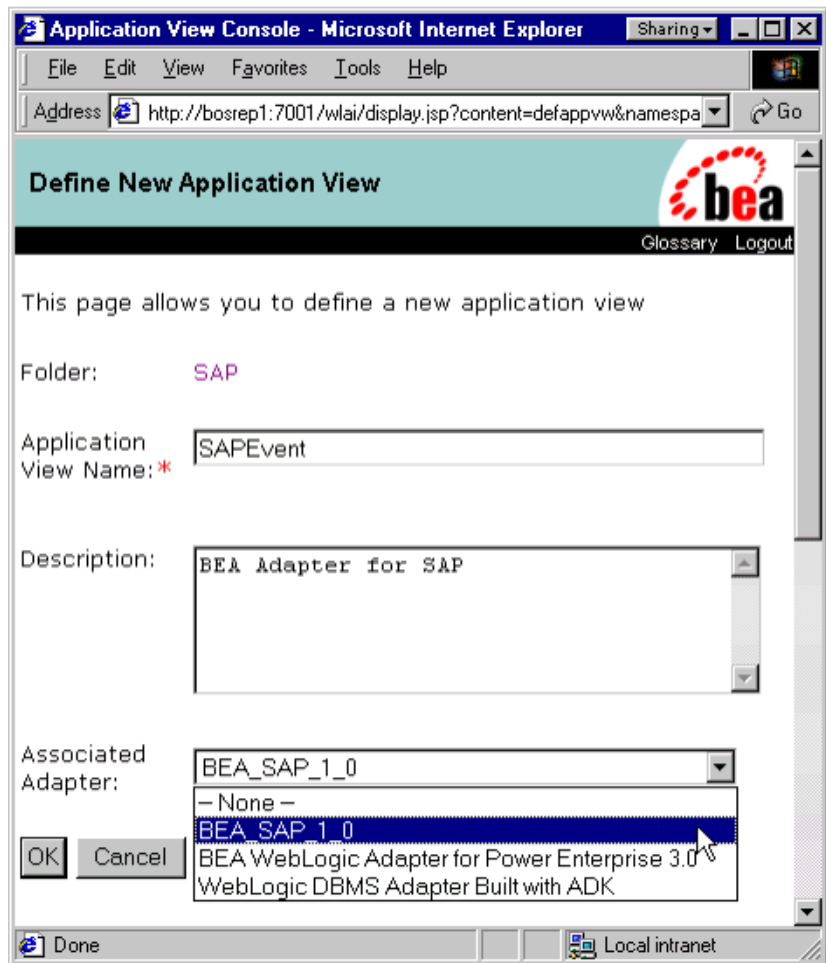 Application View Console - Microsoft Internet Explorer Sharing
File Edit View Favorites Tools Help
Address http://bosrep1:7001/wlai/display.jsp?content=defappvw&namespa Go
Define New Application View
bea
Glossary Logout
This page allows you to define a new application view
Folder: SAP
Application
View Name:* SAPEvent
Description: BEA Adapter for SAP
Associated
Adapter: BEA_SAP_1_0
– None –
BEA_SAP_1_0
BEA WebLogic Adapter for Power Enterprise 3.0
WebLogic DBMS Adapter Built with ADK
OK Cancel
Done Local intranet